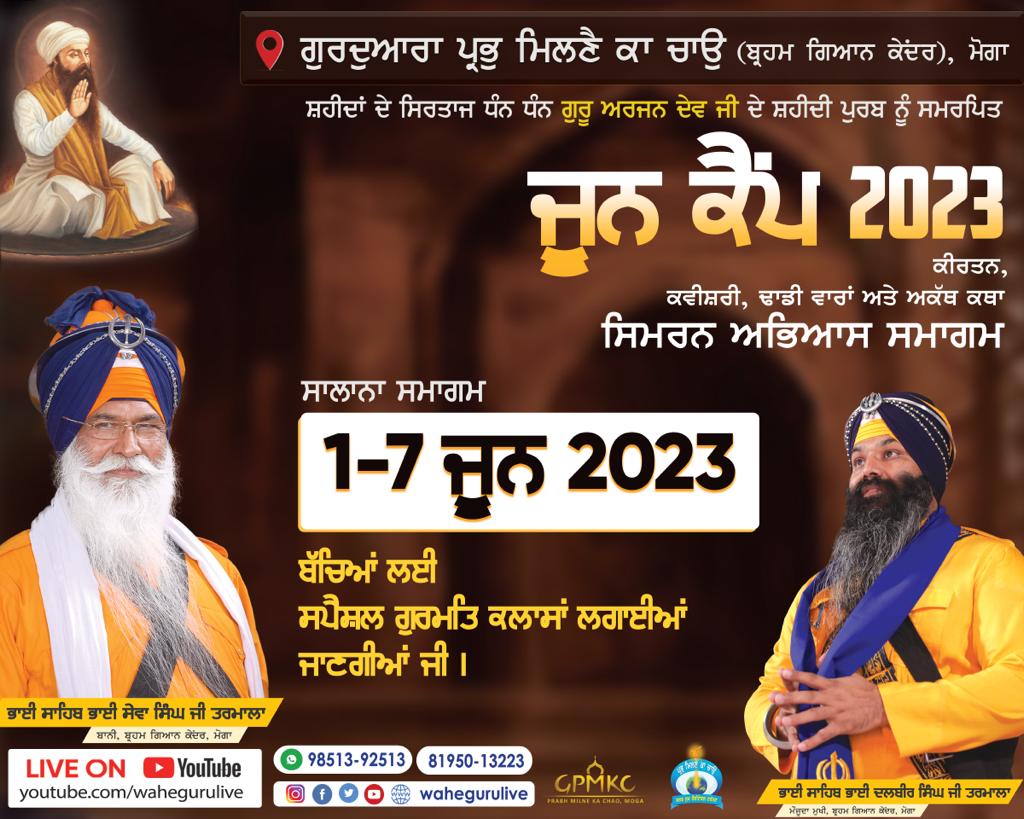 ਗੁਰਦੁਆਰਾ ਪ੍ਰਭੁ ਮਿਲਣੈ ਕਾ ਚਾਉ (ਬ੍ਰਹਮ ਗਿਆਨ ਕੇਂਦਰ), ਮੋਗਾ
ਸ਼ਹੀਦਾਂ ਦੇ ਸਿਰਤਾਜ ਧੰਨ ਧੰਨ ਗੁਰੂ ਅਰਜਨ ਦੇਵ ਜੀ ਦੇ ਸ਼ਹੀਦੀ ਪੁਰਬ ਨੂੰ ਸਮਰਪਿਤ
ਜੂਨ ਕੈਂਪ 2023
ਕੀਰਤਨ,
ਕਵੀਸ਼ਰੀ, ਢਾਡੀ ਵਾਰਾਂ ਅਤੇ ਅਕੱਥ ਕਥਾ
ਸਿਮਰਨ ਅਭਿਆਸ ਸਮਾਗਮ
ਸਾਲਾਨਾ ਸਮਾਗਮ
1-7 ਜੂਨ 2023
ਬੱਚਿਆਂ ਲਈ
ਸਪੈਸ਼ਲ ਗੁਰਮਤਿ ਕਲਾਸਾਂ ਲਗਾਈਆਂ
ਜਾਣਗੀਆਂ ਜੀ।
ਭਾਈ ਸਾਹਿਬ ਭਾਈ ਸੇਵਾ ਸਿੰਘ ਜੀ ਤਰਮਾਲਾ
ਬਾਨੀ, ਬ੍ਰਹਮ ਗਿਆਨ ਕੇਂਦਰ, ਮੋਗਾ
LIVE ON YouTube
youtube.com/wahegurulive
98513-92513
81950-13223
wahegurulive
GPMKC
PRABH MILNE KA CHAO, MOGA
ਭਾਈ ਸਾਹਿਬ ਭਾਈ ਦਲਬੀਰ ਸਿੰਘ ਜੀ ਤਰਮਾਲਾ
ਮੌਜੂਦਾ ਮੁਖੀ, ਬ੍ਰਹਮ ਗਿਆਨ ਕੇਂਦਰ, ਮੋਗਾ